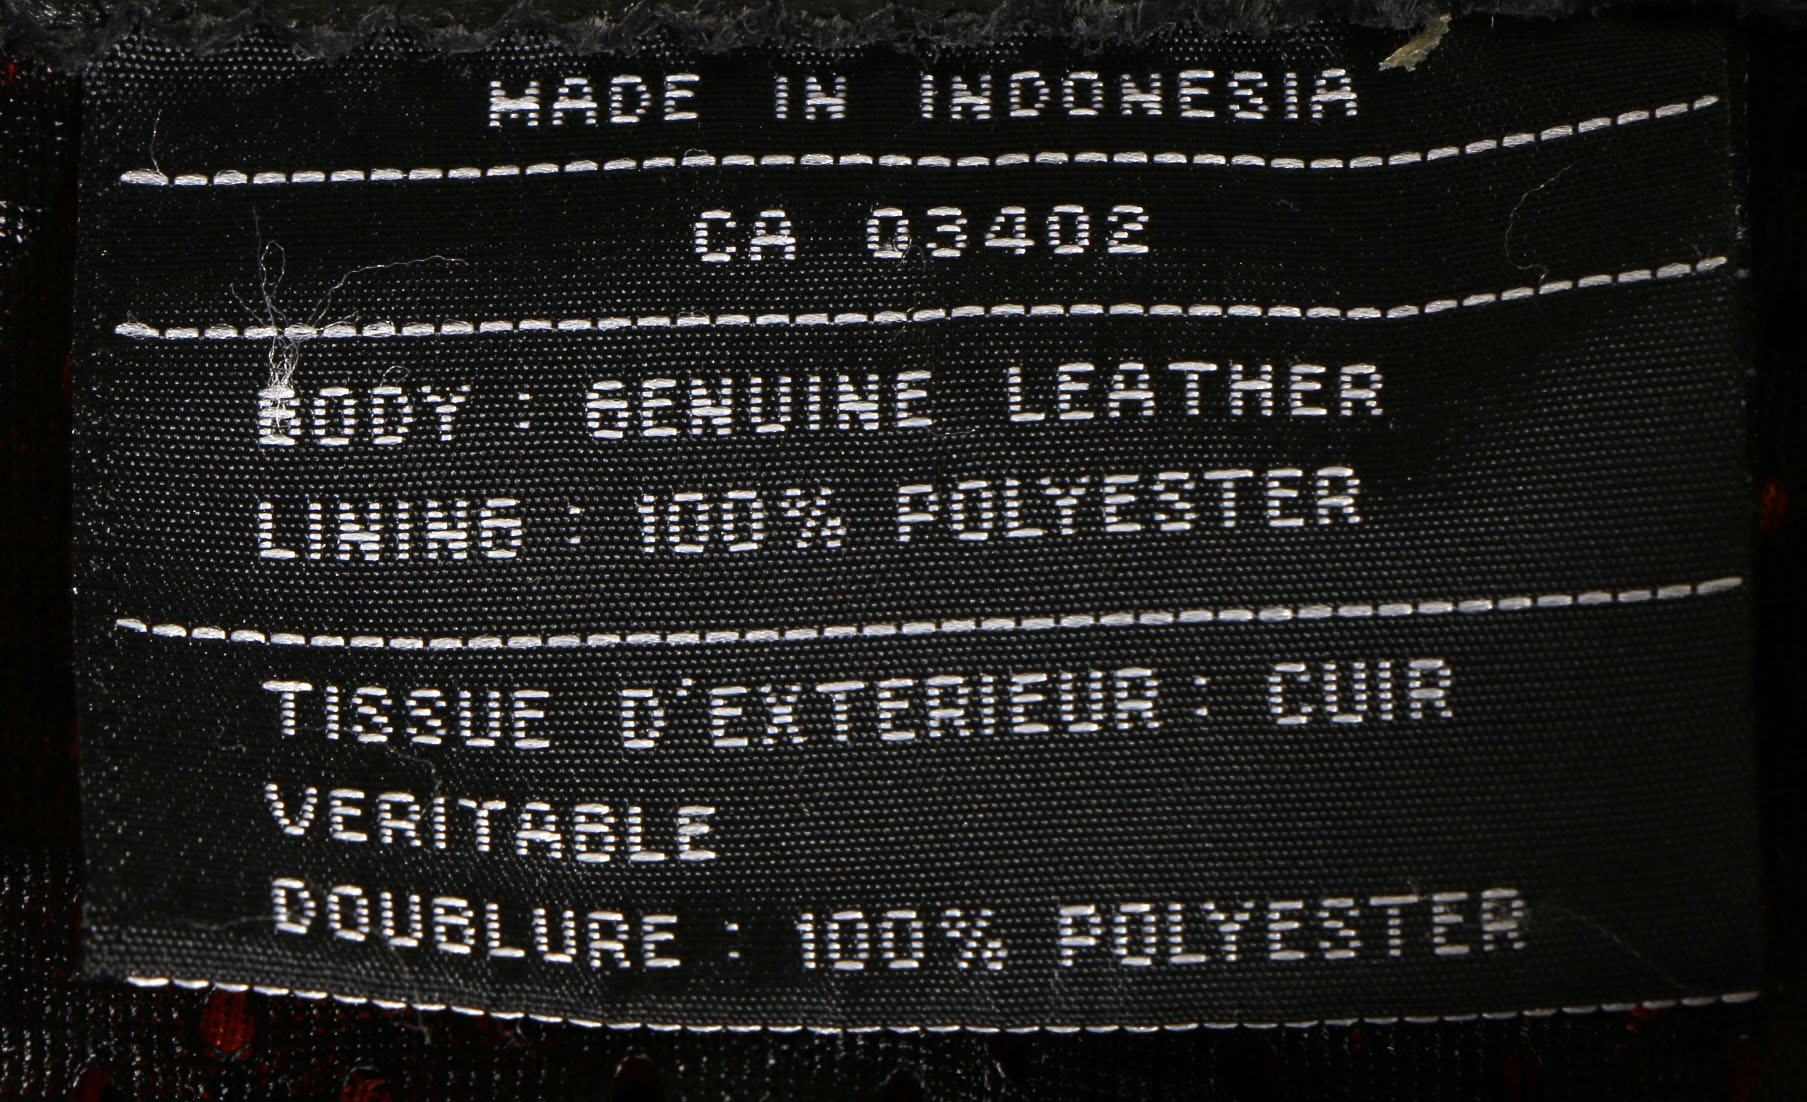 MADE IN INDONESIA
CA 03402
BODY : GENUINE LEATHER
LINING : 100% POLYESTER
TISSUE D'EXTERIEUR : CUIR
VERITABLE
DOUBLURE : 100% POLYESTER